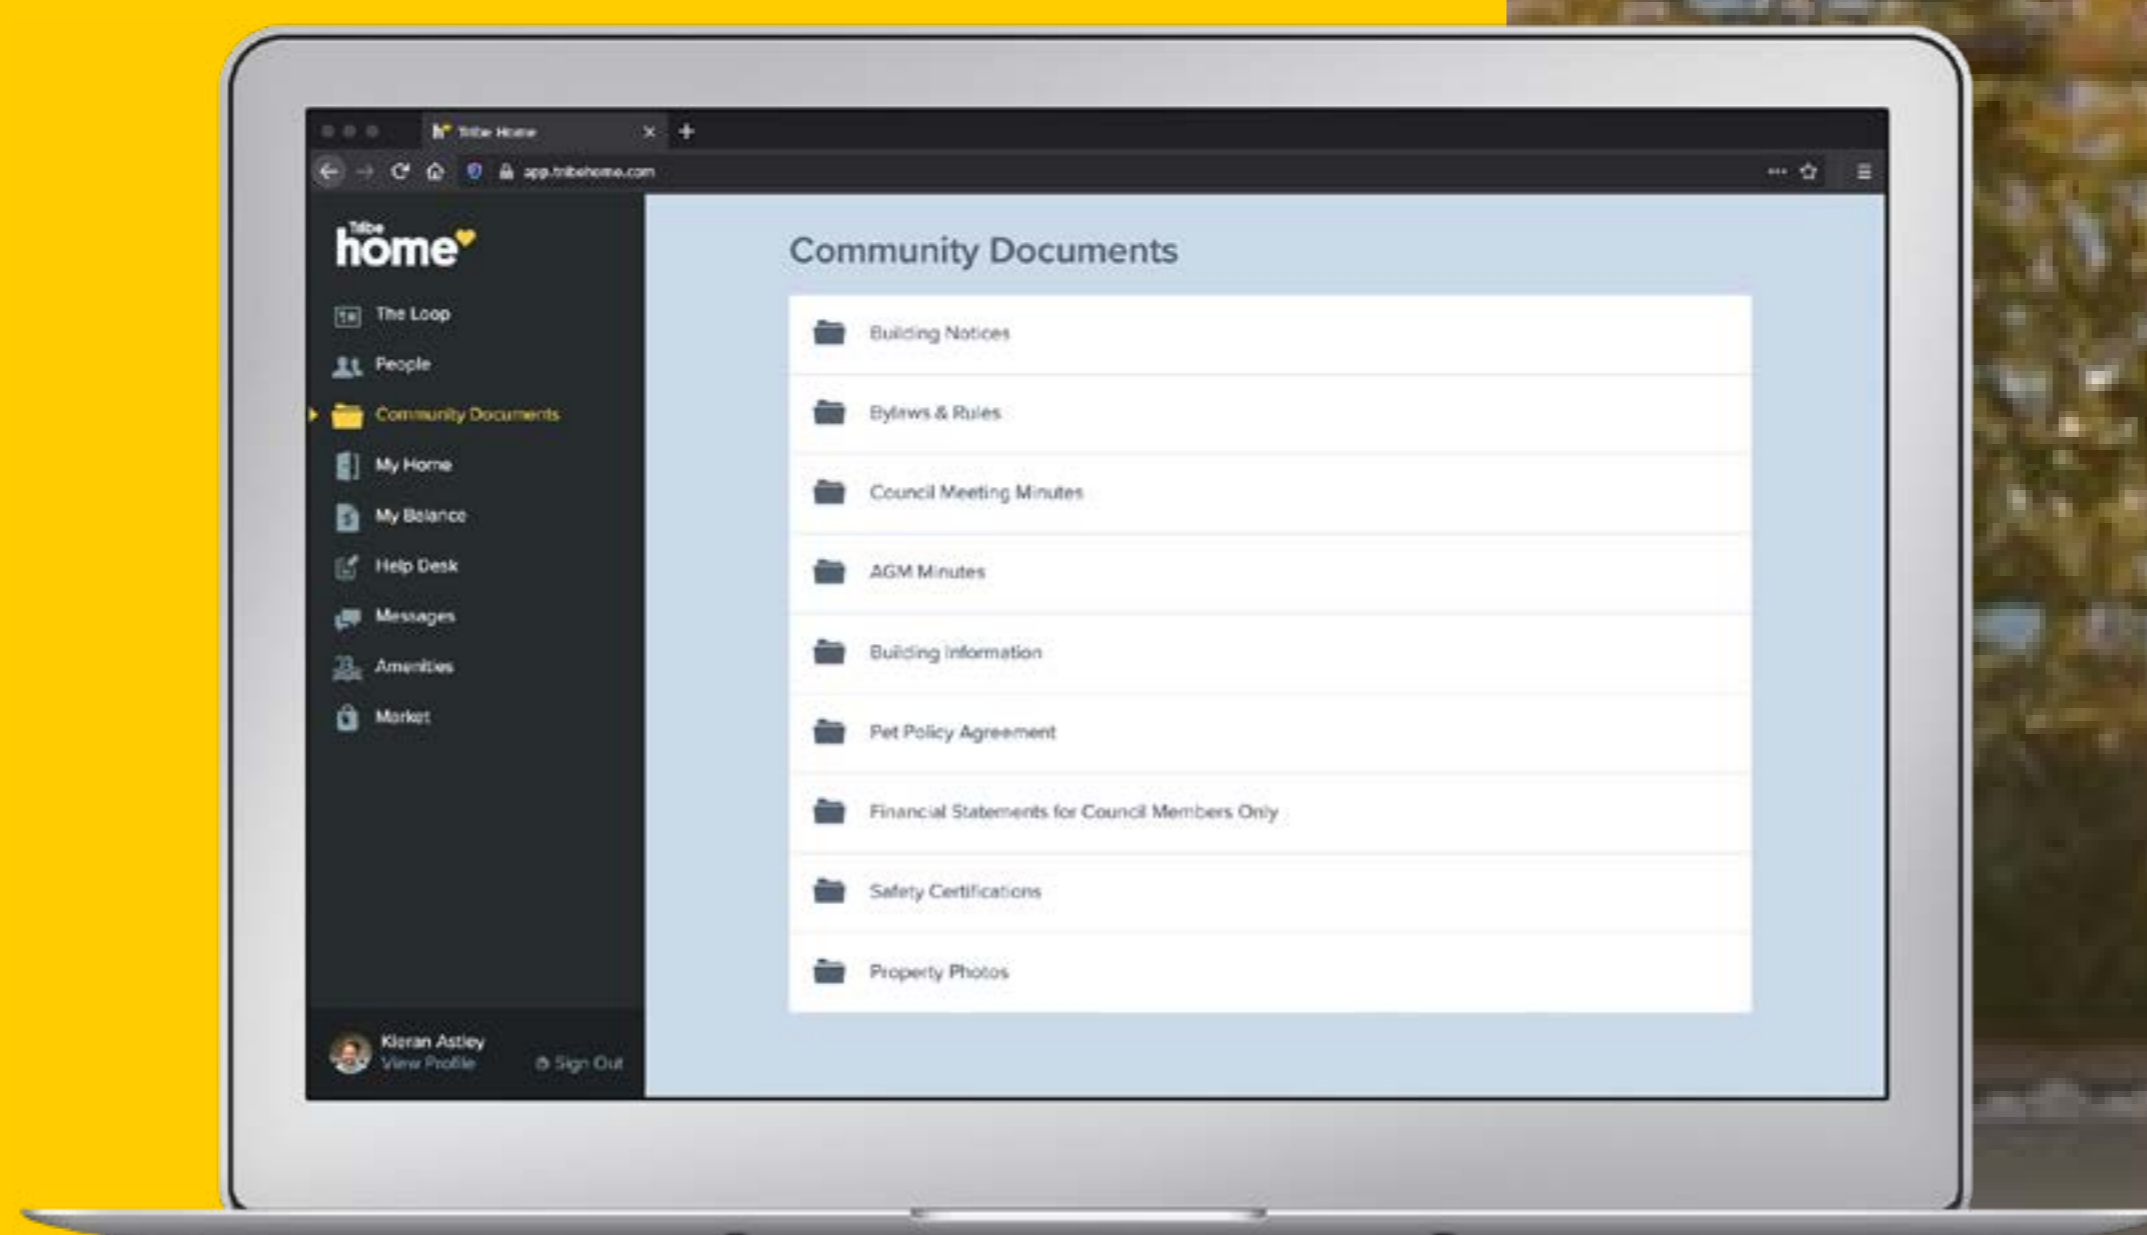 Tribe Home
app.tribehome.com
Tribe
home
The Loop
People
Community Documents
My Home
My Balance
Help Desk
Messages
Amenities
Market
Kieran Astley
View Profile
Sign Out
Community Documents
Building Notices
Bylaws & Rules
Council Meeting Minutes
AGM Minutes
Building Information
Pet Policy Agreement
Financial Statements for Council Members Only
Safety Certifications
Property Photos